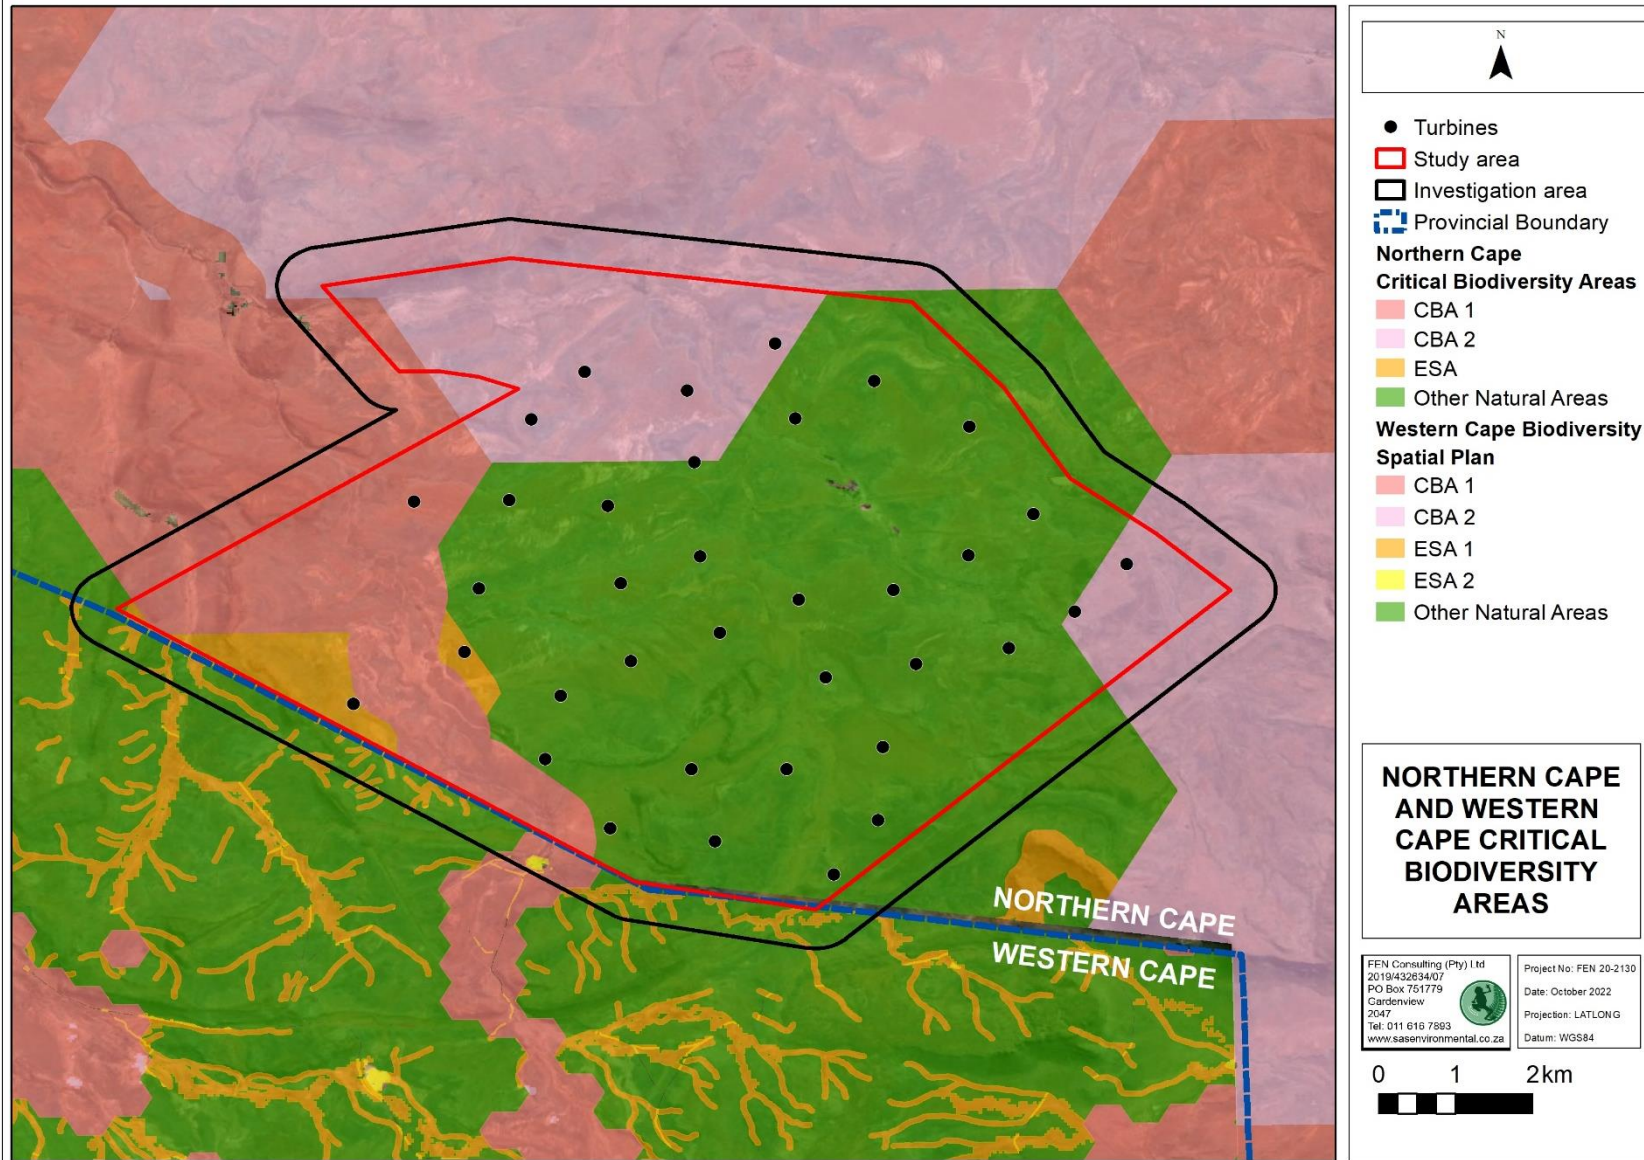 NORTHERN CAPE
WESTERN CAPE
N
Turbines
Study area
Investigation area
Provincial Boundary
Northern Cape
Critical Biodiversity Areas
CBA 1
CBA 2
ESA
Other Natural Areas
Western Cape Biodiversity
Spatial Plan
CBA 1
CBA 2
ESA 1
ESA 2
Other Natural Areas
NORTHERN CAPE
AND WESTERN
CAPE CRITICAL
BIODIVERSITY
AREAS
FEN Consulting (Pty) Ltd
2019/432634/07
PO Box 751779
Gardenview
2047
Tel: 011 616 7893
www.sasenvironmental.co.za
Project No: FEN 20-2130
Date: October 2022
Projection: LATLONG
Datum: WGS84
0 1 2km